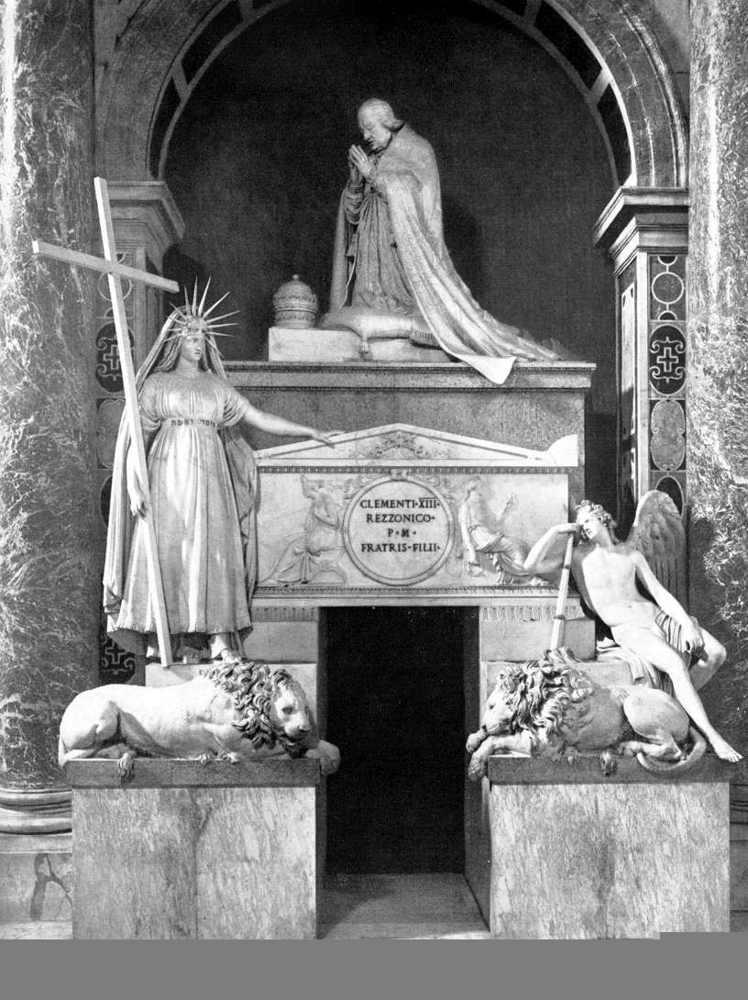 CLEMENTI·XIII·
REZZONICO·
P·M·
FRATRIS·FILII·